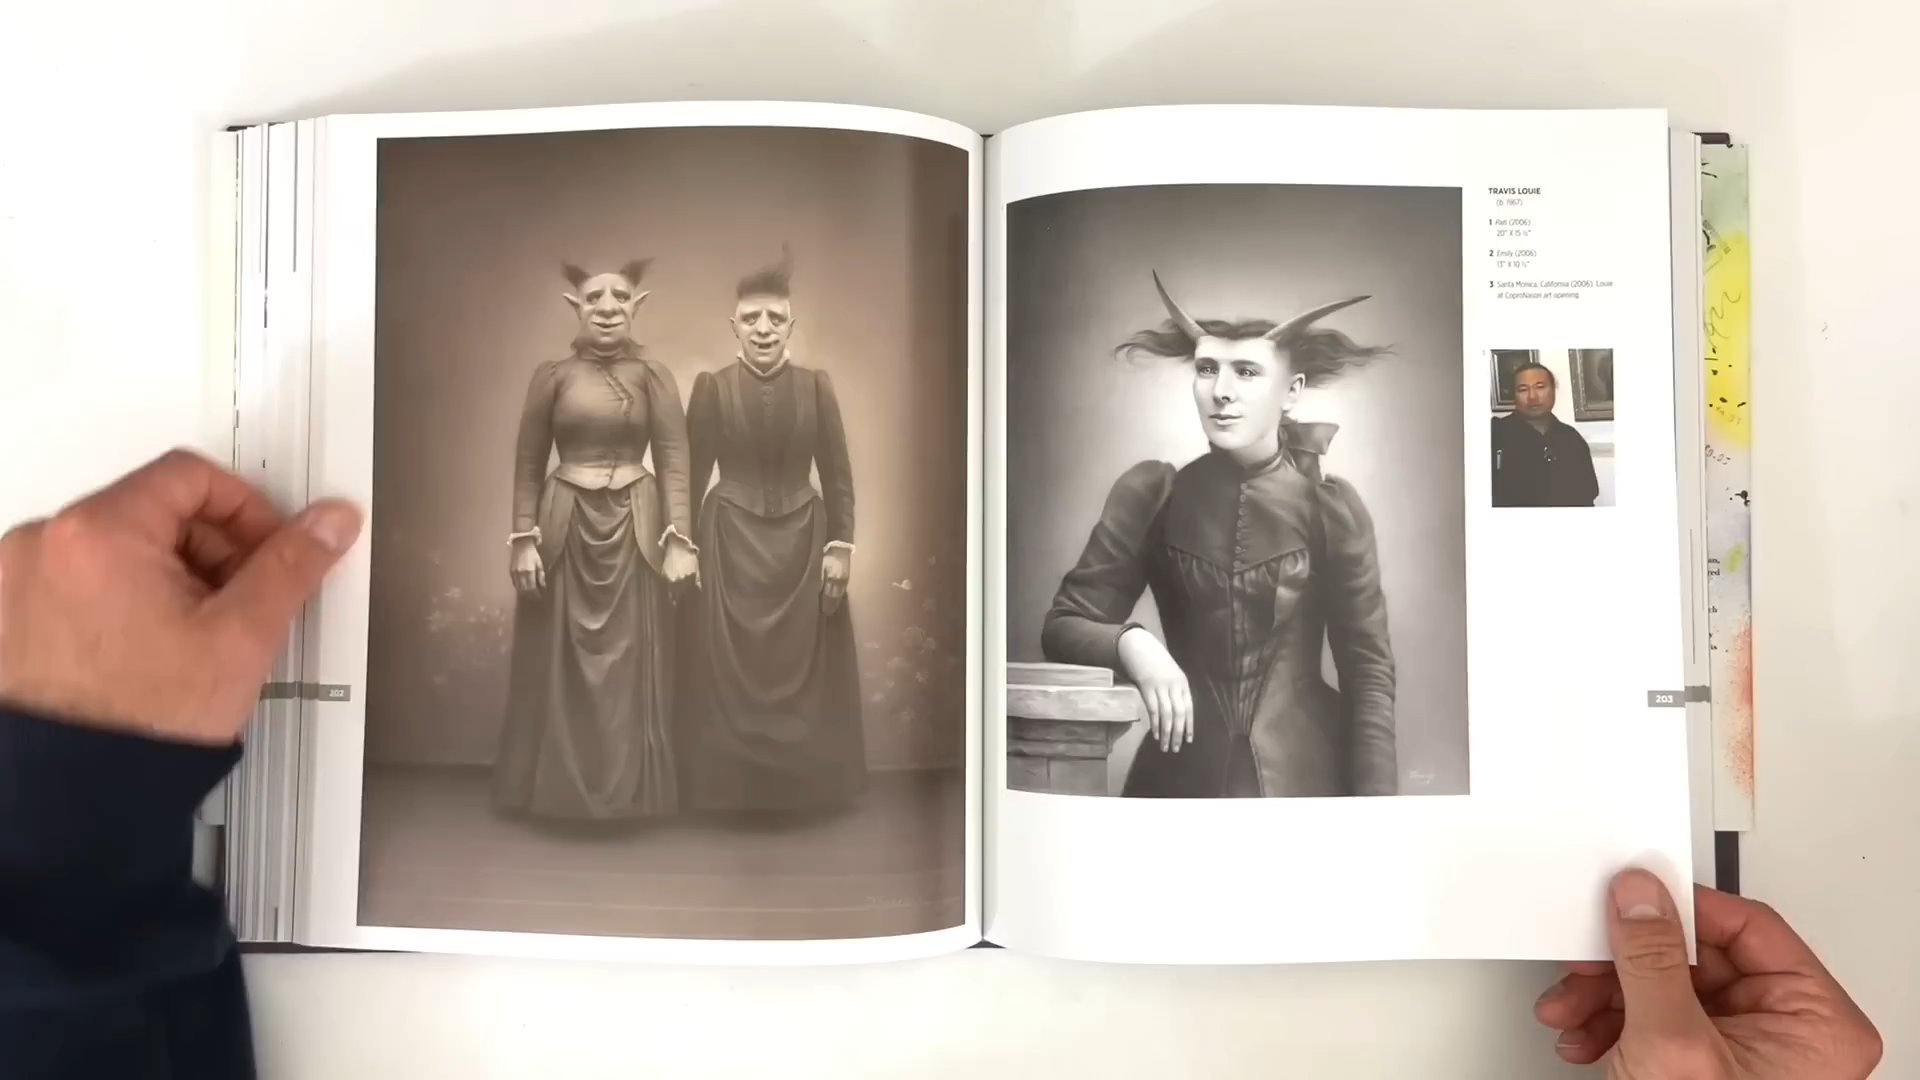 TRAVIS LOUIE
(b. 1967)
1 Pals (2006)
20" X 15 ½"
2 Emily (2006)
13" X 10 ½"
3 Santa Monica, California (2006). Louie
at CoproNason art opening.
202
203